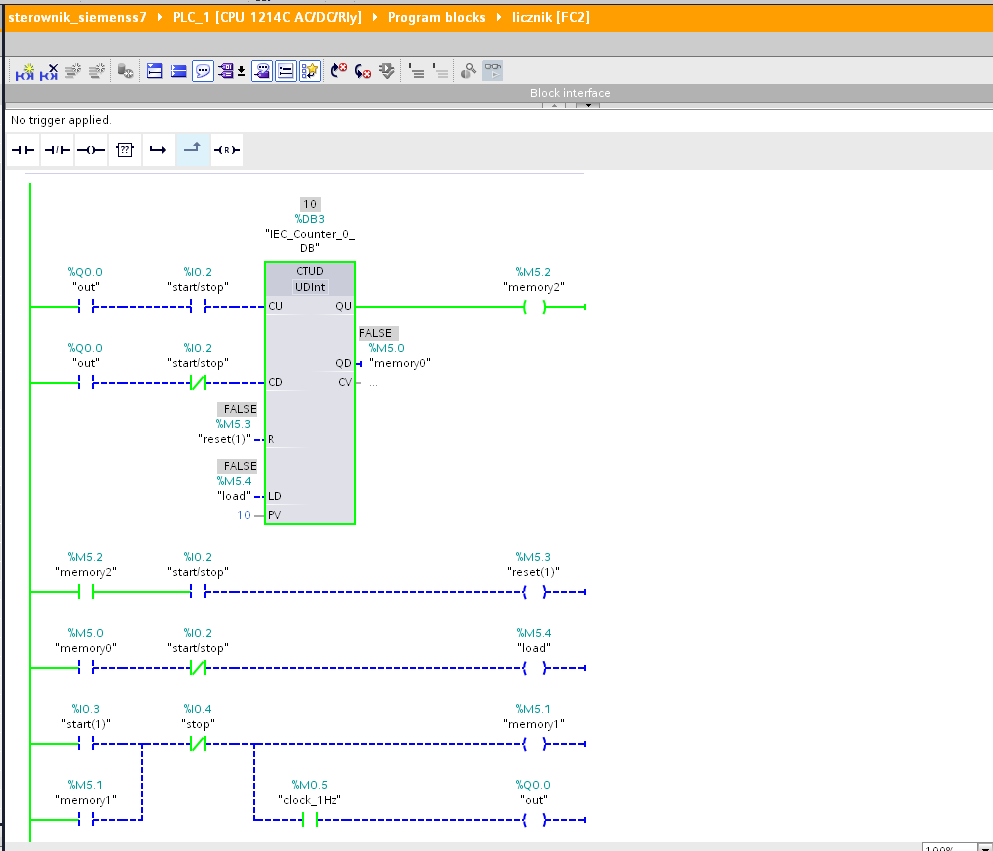 sterownik_siemenss7 ▸ PLC_1 [CPU 1214C AC/DC/Rly] ▸ Program blocks ▸ licznik [FC2]
Block interface
No trigger applied.
??
R
10
%DB3
"IEC_Counter_0_
DB"
CTUD
UDInt
%Q0.0 %I0.2 %M5.2
"out" "start/stop" "memory2"
CU QU
FALSE
%Q0.0 %I0.2 %M5.0
"out" "start/stop" QD "memory0"
CD CV ...
FALSE
%M5.3
"reset(1)" R
FALSE
%M5.4
"load" LD
10 PV
%M5.2 %I0.2 %M5.3
"memory2" "start/stop" "reset(1)"
%M5.0 %I0.2 %M5.4
"memory0" "start/stop" "load"
%I0.3 %I0.4 %M5.1
"start(1)" "stop" "memory1"
%M5.1 %M0.5 %Q0.0
"memory1" "clock_1Hz" "out"
100%